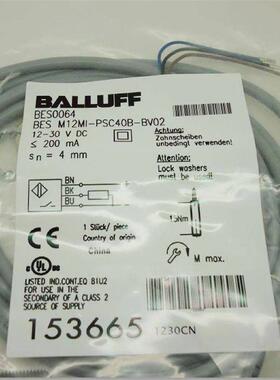 BALLUFF
BES0064
BES M12MI-PSC40B-BV02
12-30 V DC
≤ 200 mA
sn = 4 mm
Achtung:
Zahnscheiben
unbedingt verwenden!
Attention:
Lock washers
must be used!
BN
BK
BU
15Nm
1 Stück/ piece
Country of origin
China
M max.
LISTED IND.CONT.EQ 81U2
FOR USE IN THE
SECONDARY OF A CLASS 2
SOURCE OF SUPPLY
153665
1230CN